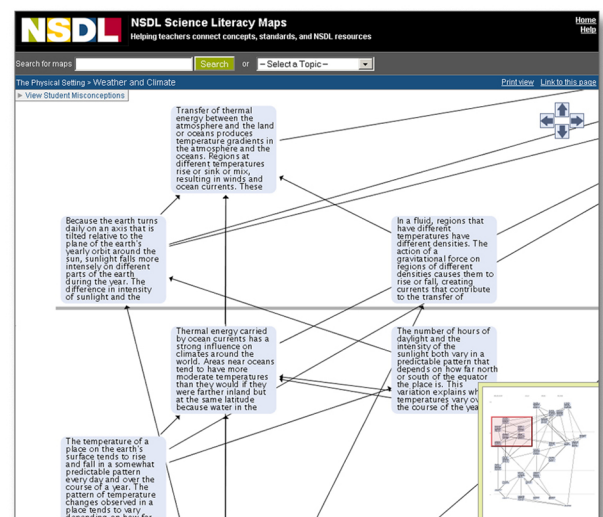 NSDL
NSDL Science Literacy Maps
Helping teachers connect concepts, standards, and NSDL resources
Home
Help
Search for maps
Search
or
– Select a Topic –
The Physical Setting > Weather and Climate
Print view
Link to this page
View Student Misconceptions
Transfer of thermal
energy between the
atmosphere and the land
or oceans produces
temperature gradients in
the atmosphere and the
oceans. Regions at
different temperatures
rise or sink or mix,
resulting in winds and
ocean currents. These
Because the earth turns
daily on an axis that is
tilted relative to the
plane of the earth's
yearly orbit around the
sun, sunlight falls more
intensely on different
parts of the earth
during the year. The
difference in intensity
of sunlight and the
In a fluid, regions that
have different
temperatures have
different densities. The
action of a
gravitational force on
regions of different
densities causes them to
rise or fall, creating
currents that contribute
to the transfer of
Thermal energy carried
by ocean currents has a
strong influence on
climates around the
world. Areas near oceans
tend to have more
moderate temperatures
than they would if they
were farther inland but
at the same latitude
because water in the
The number of hours of
daylight and the
intensity of the
sunlight both vary in a
predictable pattern that
depends on how far north
or south of the equator
the place is. This
variation explains wh
temperatures vary ov
the course of the yea
The temperature of a
place on the earth's
surface tends to rise
and fall in a somewhat
predictable pattern
every day and over the
course of a year. The
pattern of temperature
changes observed in a
place tends to vary
depending on how far